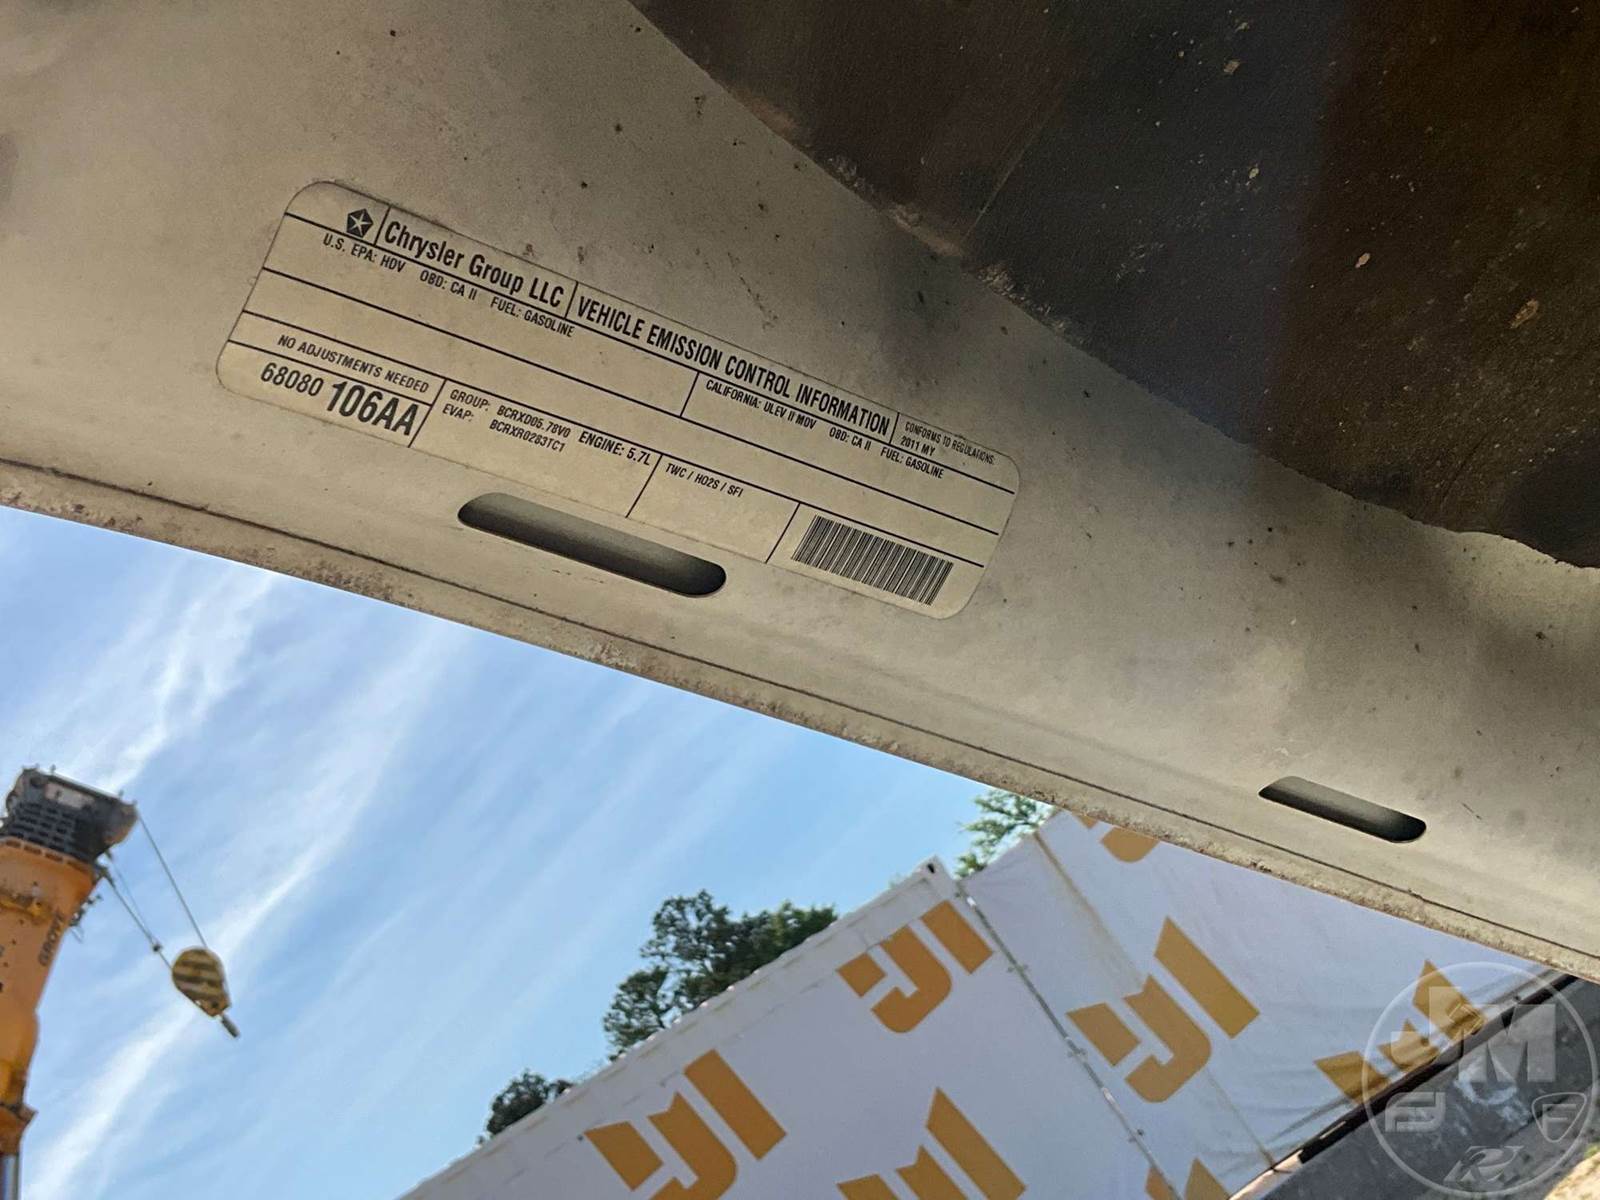 Chrysler Group LLC
VEHICLE EMISSION CONTROL INFORMATION
CONFORMS TO REGULATIONS:
2011 MY
U.S. EPA: HDV OBD: CA II FUEL: GASOLINE
CALIFORNIA: ULEV II MDV OBD: CA II FUEL: GASOLINE
NO ADJUSTMENTS NEEDED
68080 106AA
GROUP: BCRXD05.78V0 ENGINE: 5.7L
EVAP: BCRXR0283TC1
TWC / HO2S / SFI
GROVE
JM